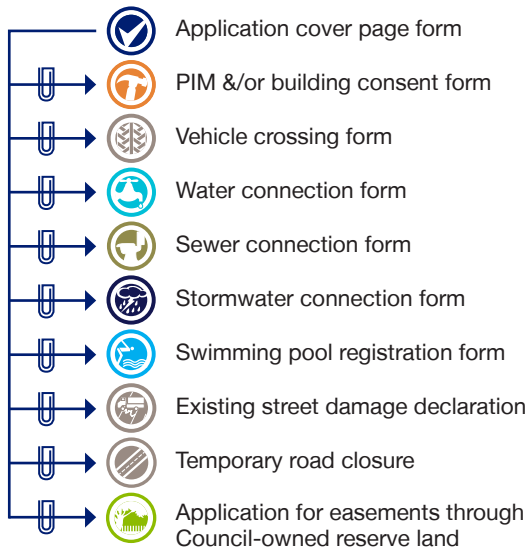 Application cover page form
PIM &/or building consent form
Vehicle crossing form
Water connection form
Sewer connection form
Stormwater connection form
Swimming pool registration form
Existing street damage declaration
Temporary road closure
Application for easements through
Council-owned reserve land